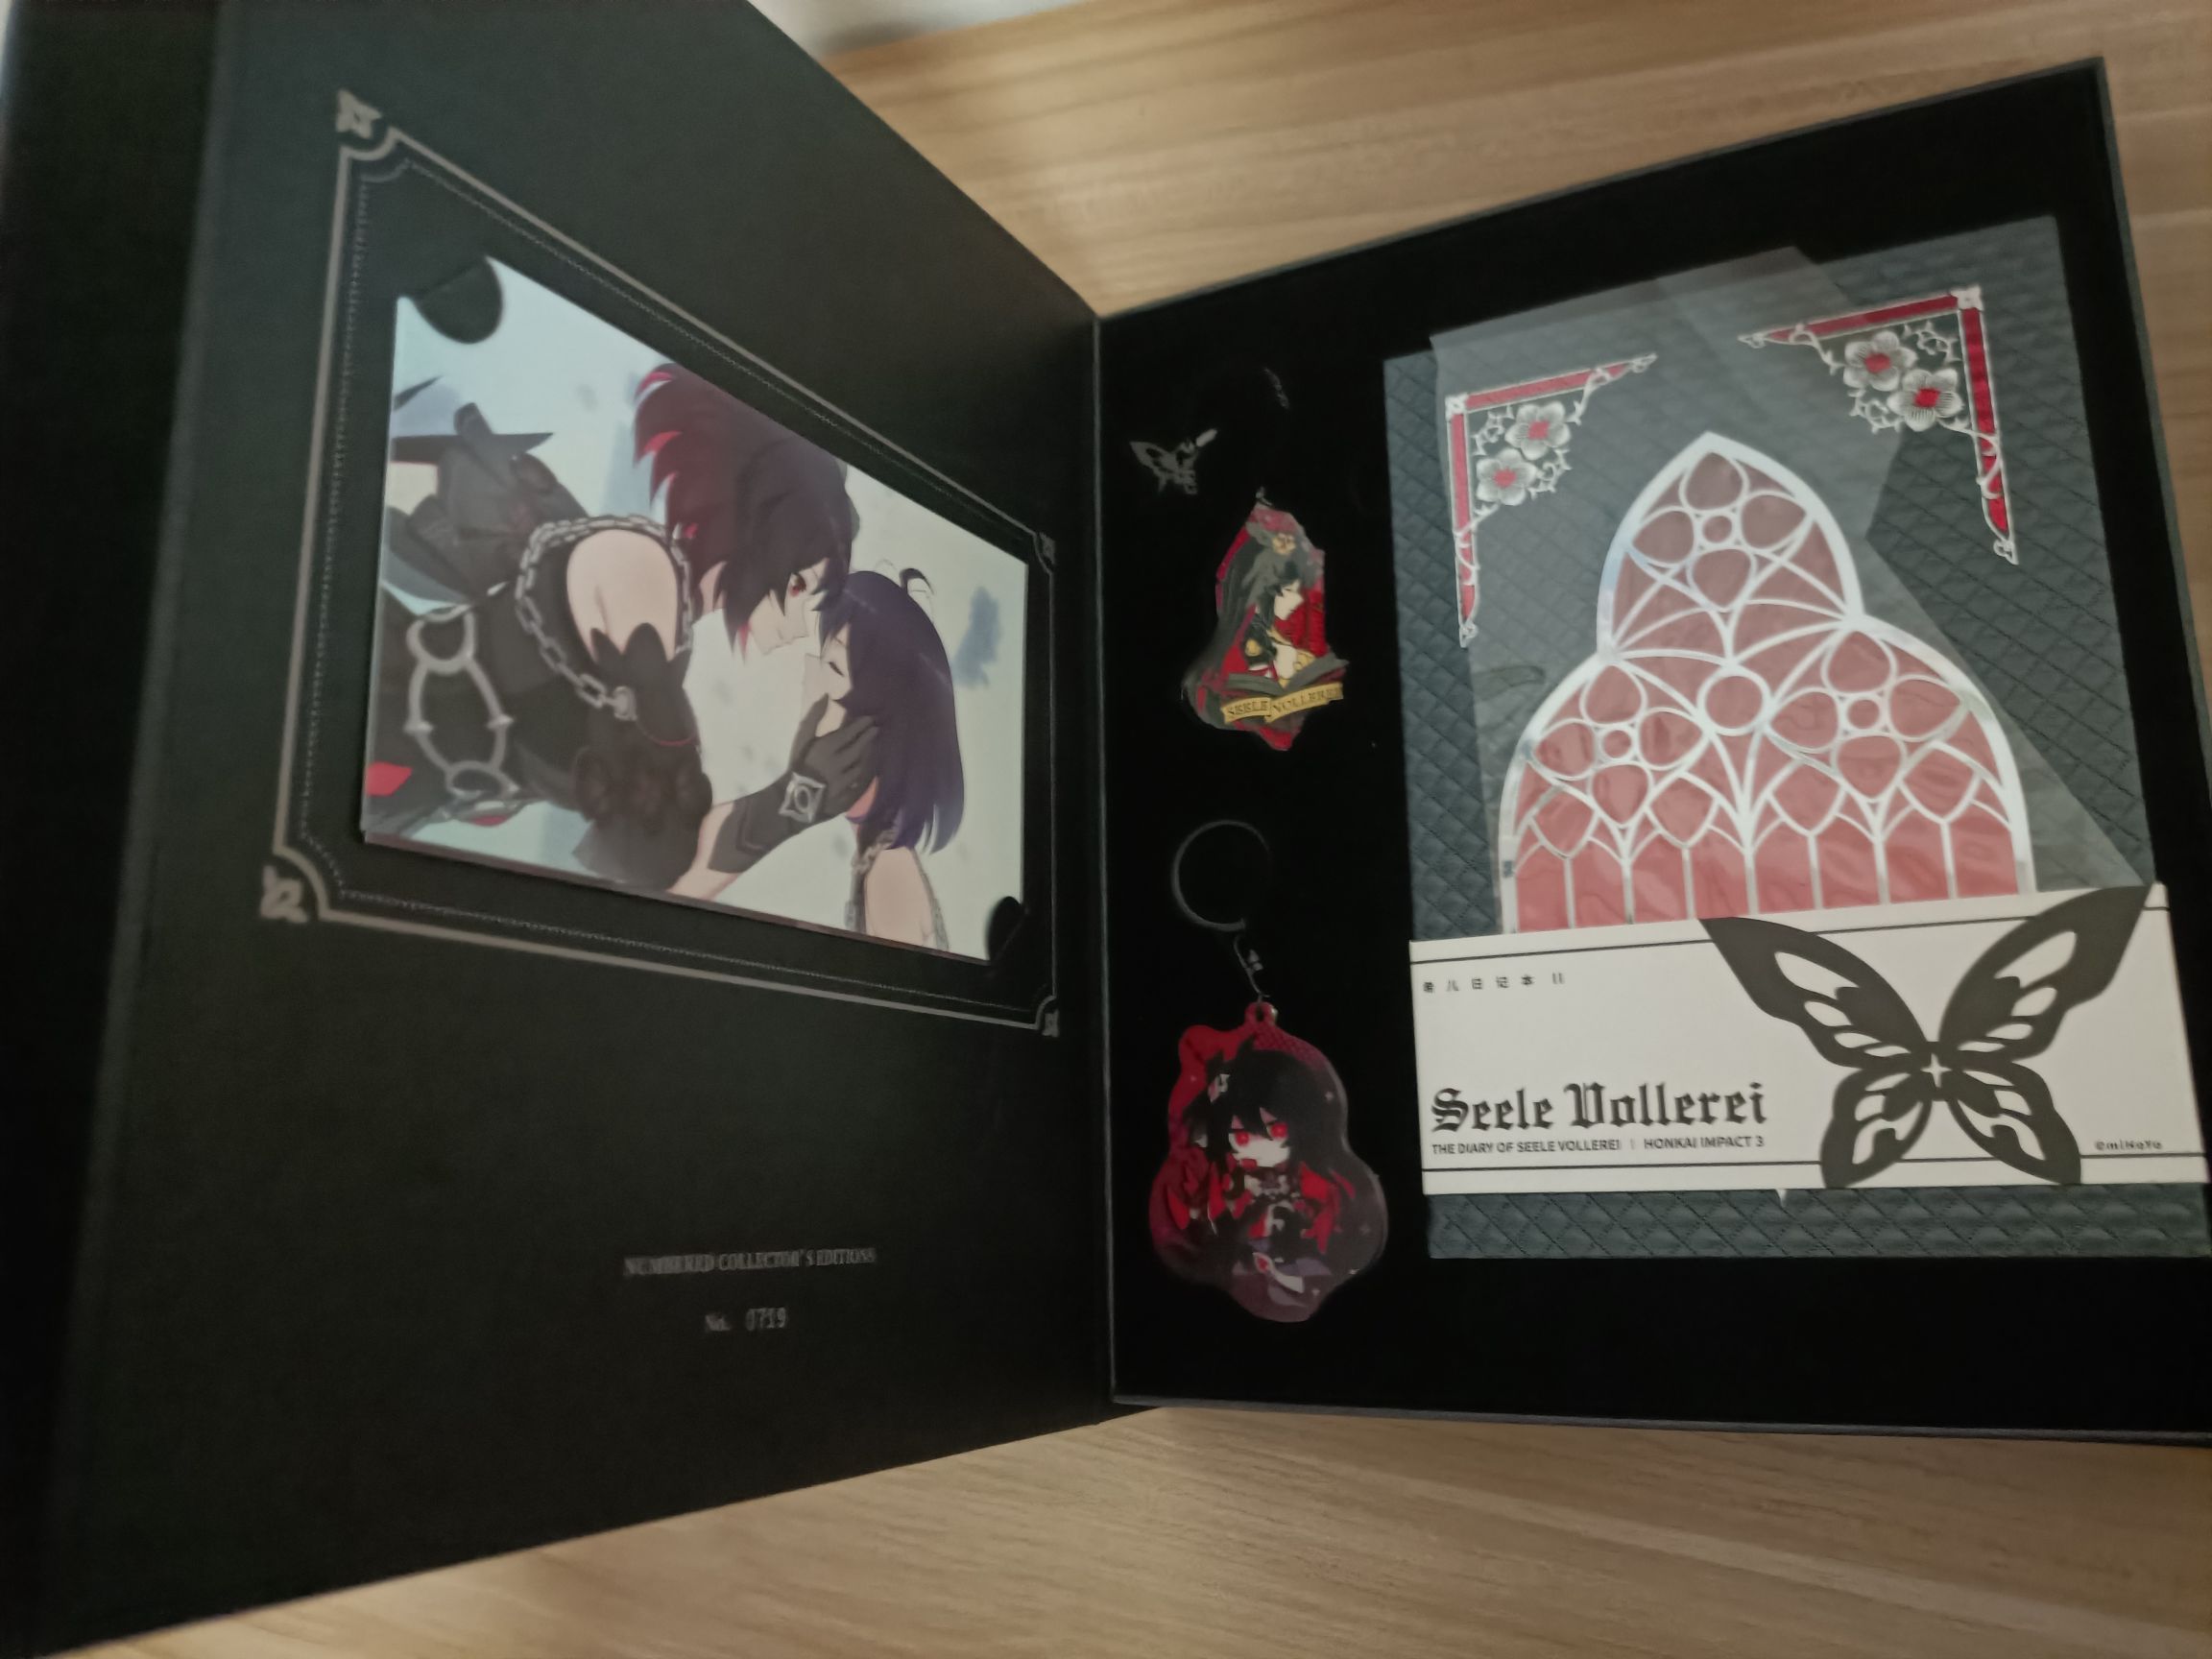 NUMBERED COLLECTOR'S EDITIONS
No. 0719
SEELE VOLLEREI
希儿日记本 II
Seele Vollerei
THE DIARY OF SEELE VOLLEREI | HONKAI IMPACT 3
©miHoYo